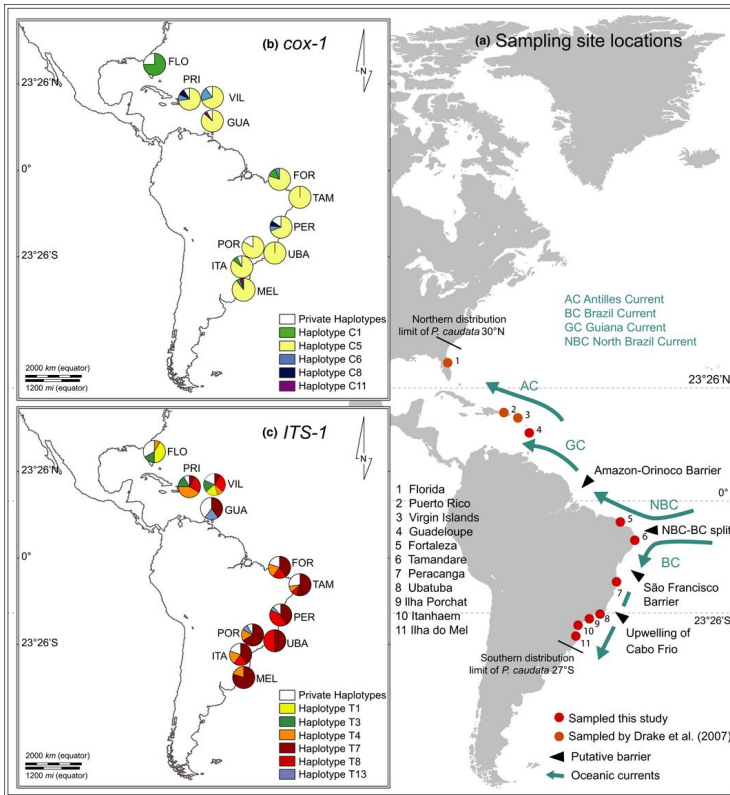 (b) cox-1
FLO
PRI
VIL
GUA
FOR
TAM
PER
POR
UBA
ITA
MEL
23°26'N
0°
23°26'S
N
Private Haplotypes
Haplotype C1
Haplotype C5
Haplotype C6
Haplotype C8
Haplotype C11
2000 km (equator)
1200 mi (equator)
(c) ITS-1
FLO
PRI
VIL
GUA
FOR
TAM
PER
POR
UBA
ITA
MEL
23°26'N
0°
23°26'S
N
Private Haplotypes
Haplotype T1
Haplotype T3
Haplotype T4
Haplotype T7
Haplotype T8
Haplotype T13
2000 km (equator)
1200 mi (equator)
(a) Sampling site locations
AC Antilles Current
BC Brazil Current
GC Guiana Current
NBC North Brazil Current
Northern distribution
limit of P. caudata 30°N
1
23°26'N
AC
2
3
4
GC
Amazon-Orinoco Barrier
0°
NBC
5
NBC-BC split
6
BC
7
São Francisco
Barrier
23°26'S
8
9
10
11
Upwelling of
Cabo Frio
Southern distribution
limit of P. caudata 27°S
1 Florida
2 Puerto Rico
3 Virgin Islands
4 Guadeloupe
5 Fortaleza
6 Tamandare
7 Peracanga
8 Ubatuba
9 Ilha Porchat
10 Itanhaem
11 Ilha do Mel
Sampled this study
Sampled by Drake et al. (2007)
Putative barrier
Oceanic currents